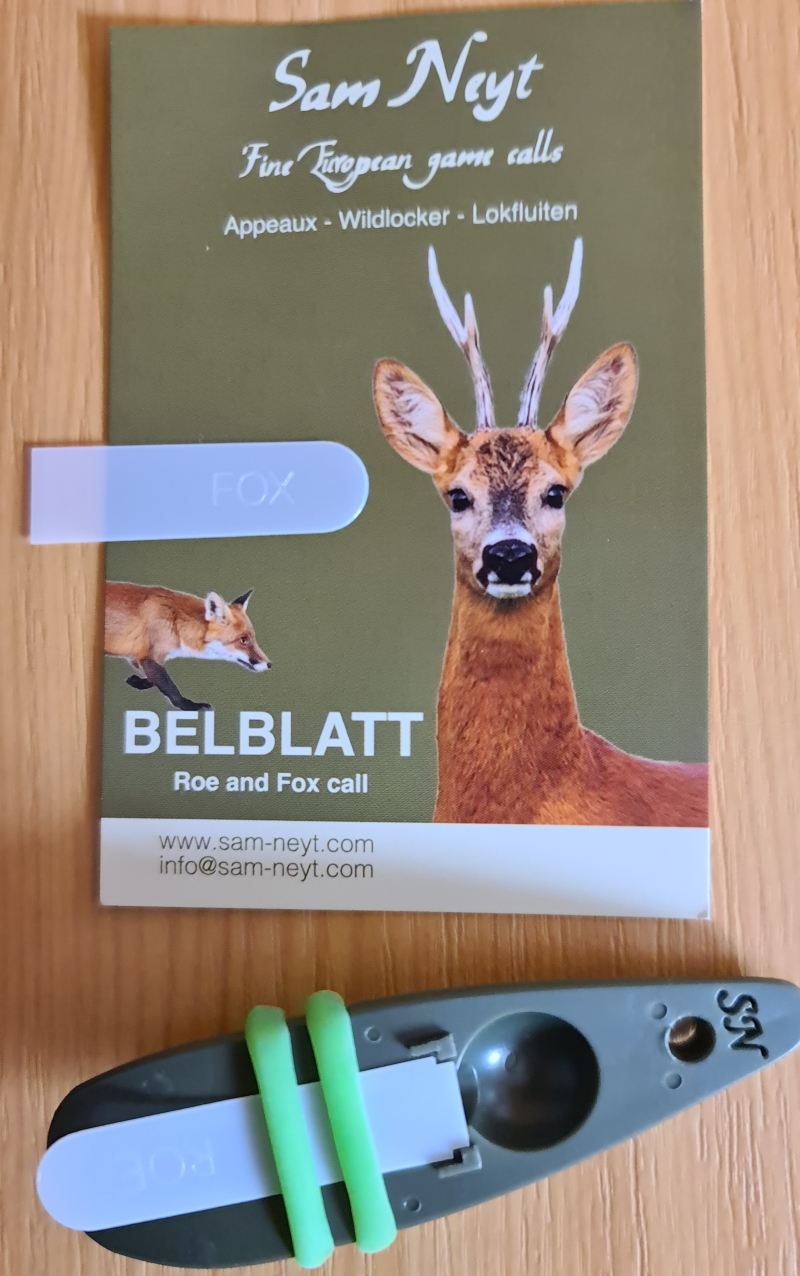 Sam Neyt
Fine European game calls
Appeaux - Wildlocker - Lokfluiten
FOX
BELBLATT
Roe and Fox call
www.sam-neyt.com
info@sam-neyt.com
SN
ROE